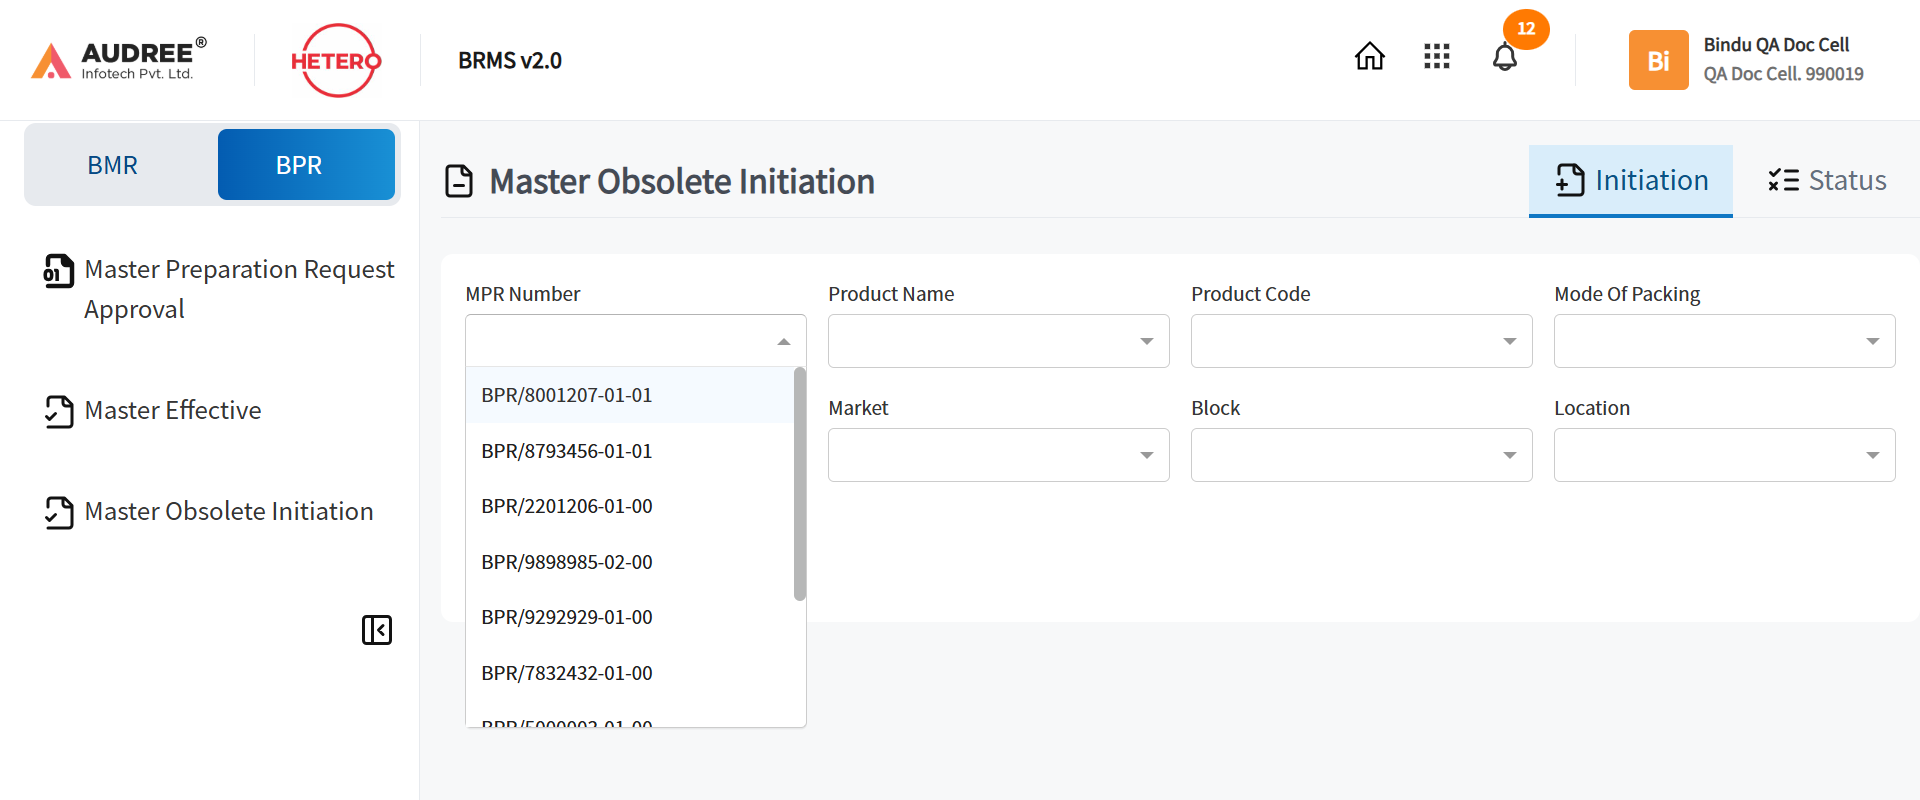 AUDREE®
Infotech Pvt. Ltd.
HETERO
BRMS v2.0
12
Bi
Bindu QA Doc Cell
QA Doc Cell. 990019
BMR
BPR
Master Preparation Request
Approval
Master Effective
Master Obsolete Initiation
Master Obsolete Initiation
Initiation
Status
MPR Number
Product Name
Product Code
Mode Of Packing
BPR/8001207-01-01
BPR/8793456-01-01
BPR/2201206-01-00
BPR/9898985-02-00
BPR/9292929-01-00
BPR/7832432-01-00
Market
Block
Location